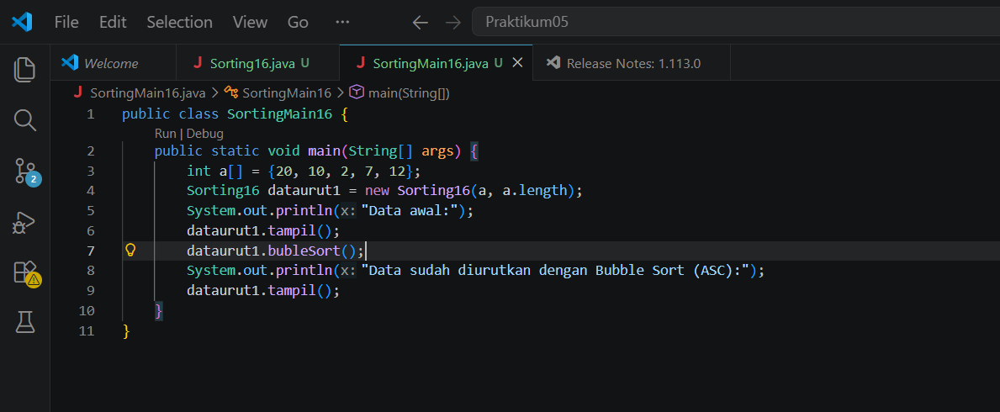 File Edit Selection View Go ··· Praktikum05
Welcome J Sorting16.java U J SortingMain16.java U Release Notes: 1.113.0
J SortingMain16.java > SortingMain16 > main(String[])
1 public class SortingMain16 {
Run | Debug
2 public static void main(String[] args) {
3 int a[] = {20, 10, 2, 7, 12};
4 Sorting16 dataurut1 = new Sorting16(a, a.length);
5 System.out.println(x: "Data awal:");
6 dataurut1.tampil();
7 dataurut1.bubleSort();
8 System.out.println(x: "Data sudah diurutkan dengan Bubble Sort (ASC):");
9 dataurut1.tampil();
10 }
11 }
2